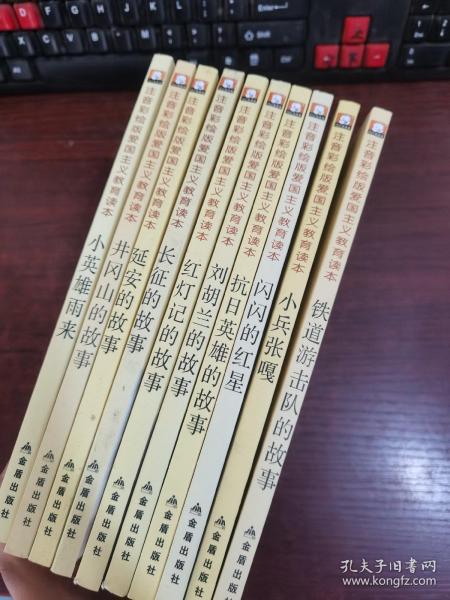 注音彩绘版爱国主义教育读本
小英雄雨来
金盾出版社
注音彩绘版爱国主义教育读本
井冈山的故事
金盾出版社
注音彩绘版爱国主义教育读本
延安的故事
金盾出版社
注音彩绘版爱国主义教育读本
长征的故事
金盾出版社
注音彩绘版爱国主义教育读本
红灯记的故事
金盾出版社
注音彩绘版爱国主义教育读本
刘胡兰的故事
金盾出版社
注音彩绘版爱国主义教育读本
抗日英雄的故事
金盾出版社
注音彩绘版爱国主义教育读本
闪闪的红星
金盾出版社
注音彩绘版爱国主义教育读本
小兵张嘎
金盾出版社
注音彩绘版爱国主义教育读本
铁道游击队的故事
金盾出版社
孔夫子旧书网
www.kongfz.com